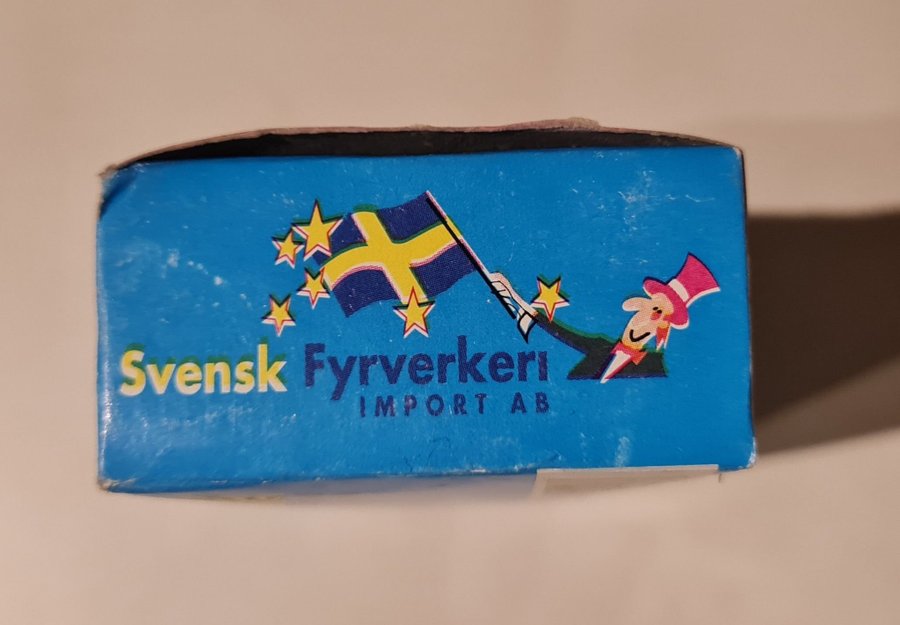 Svensk Fyrverkeri
IMPORT AB